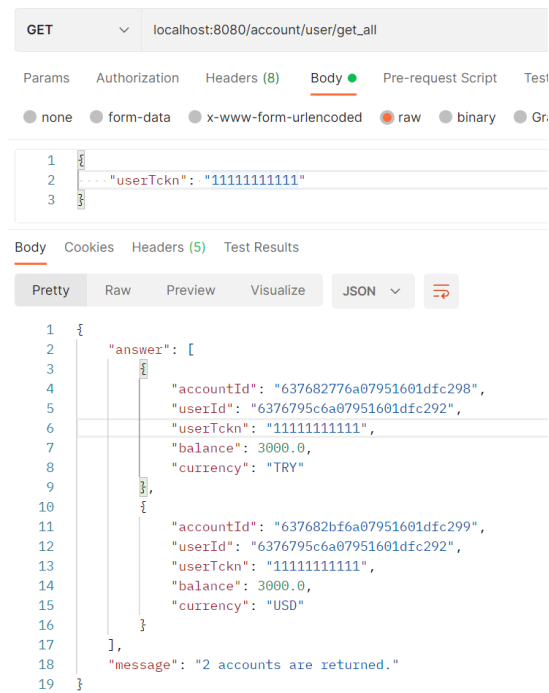 GET localhost:8080/account/user/get_all
Params Authorization Headers (8) Body Pre-request Script
none form-data x-www-form-urlencoded raw binary
1 {
2 "userTckn": "11111111111"
3 }
Body Cookies Headers (5) Test Results
Pretty Raw Preview Visualize JSON
1 {
2 "answer": [
3 {
4 "accountId": "637682776a07951601dfc298",
5 "userId": "6376795c6a07951601dfc292",
6 "userTckn": "11111111111",
7 "balance": 3000.0,
8 "currency": "TRY"
9 },
10 {
11 "accountId": "637682bf6a07951601dfc299",
12 "userId": "6376795c6a07951601dfc292",
13 "userTckn": "11111111111",
14 "balance": 3000.0,
15 "currency": "USD"
16 }
17 ],
18 "message": "2 accounts are returned."
19 }